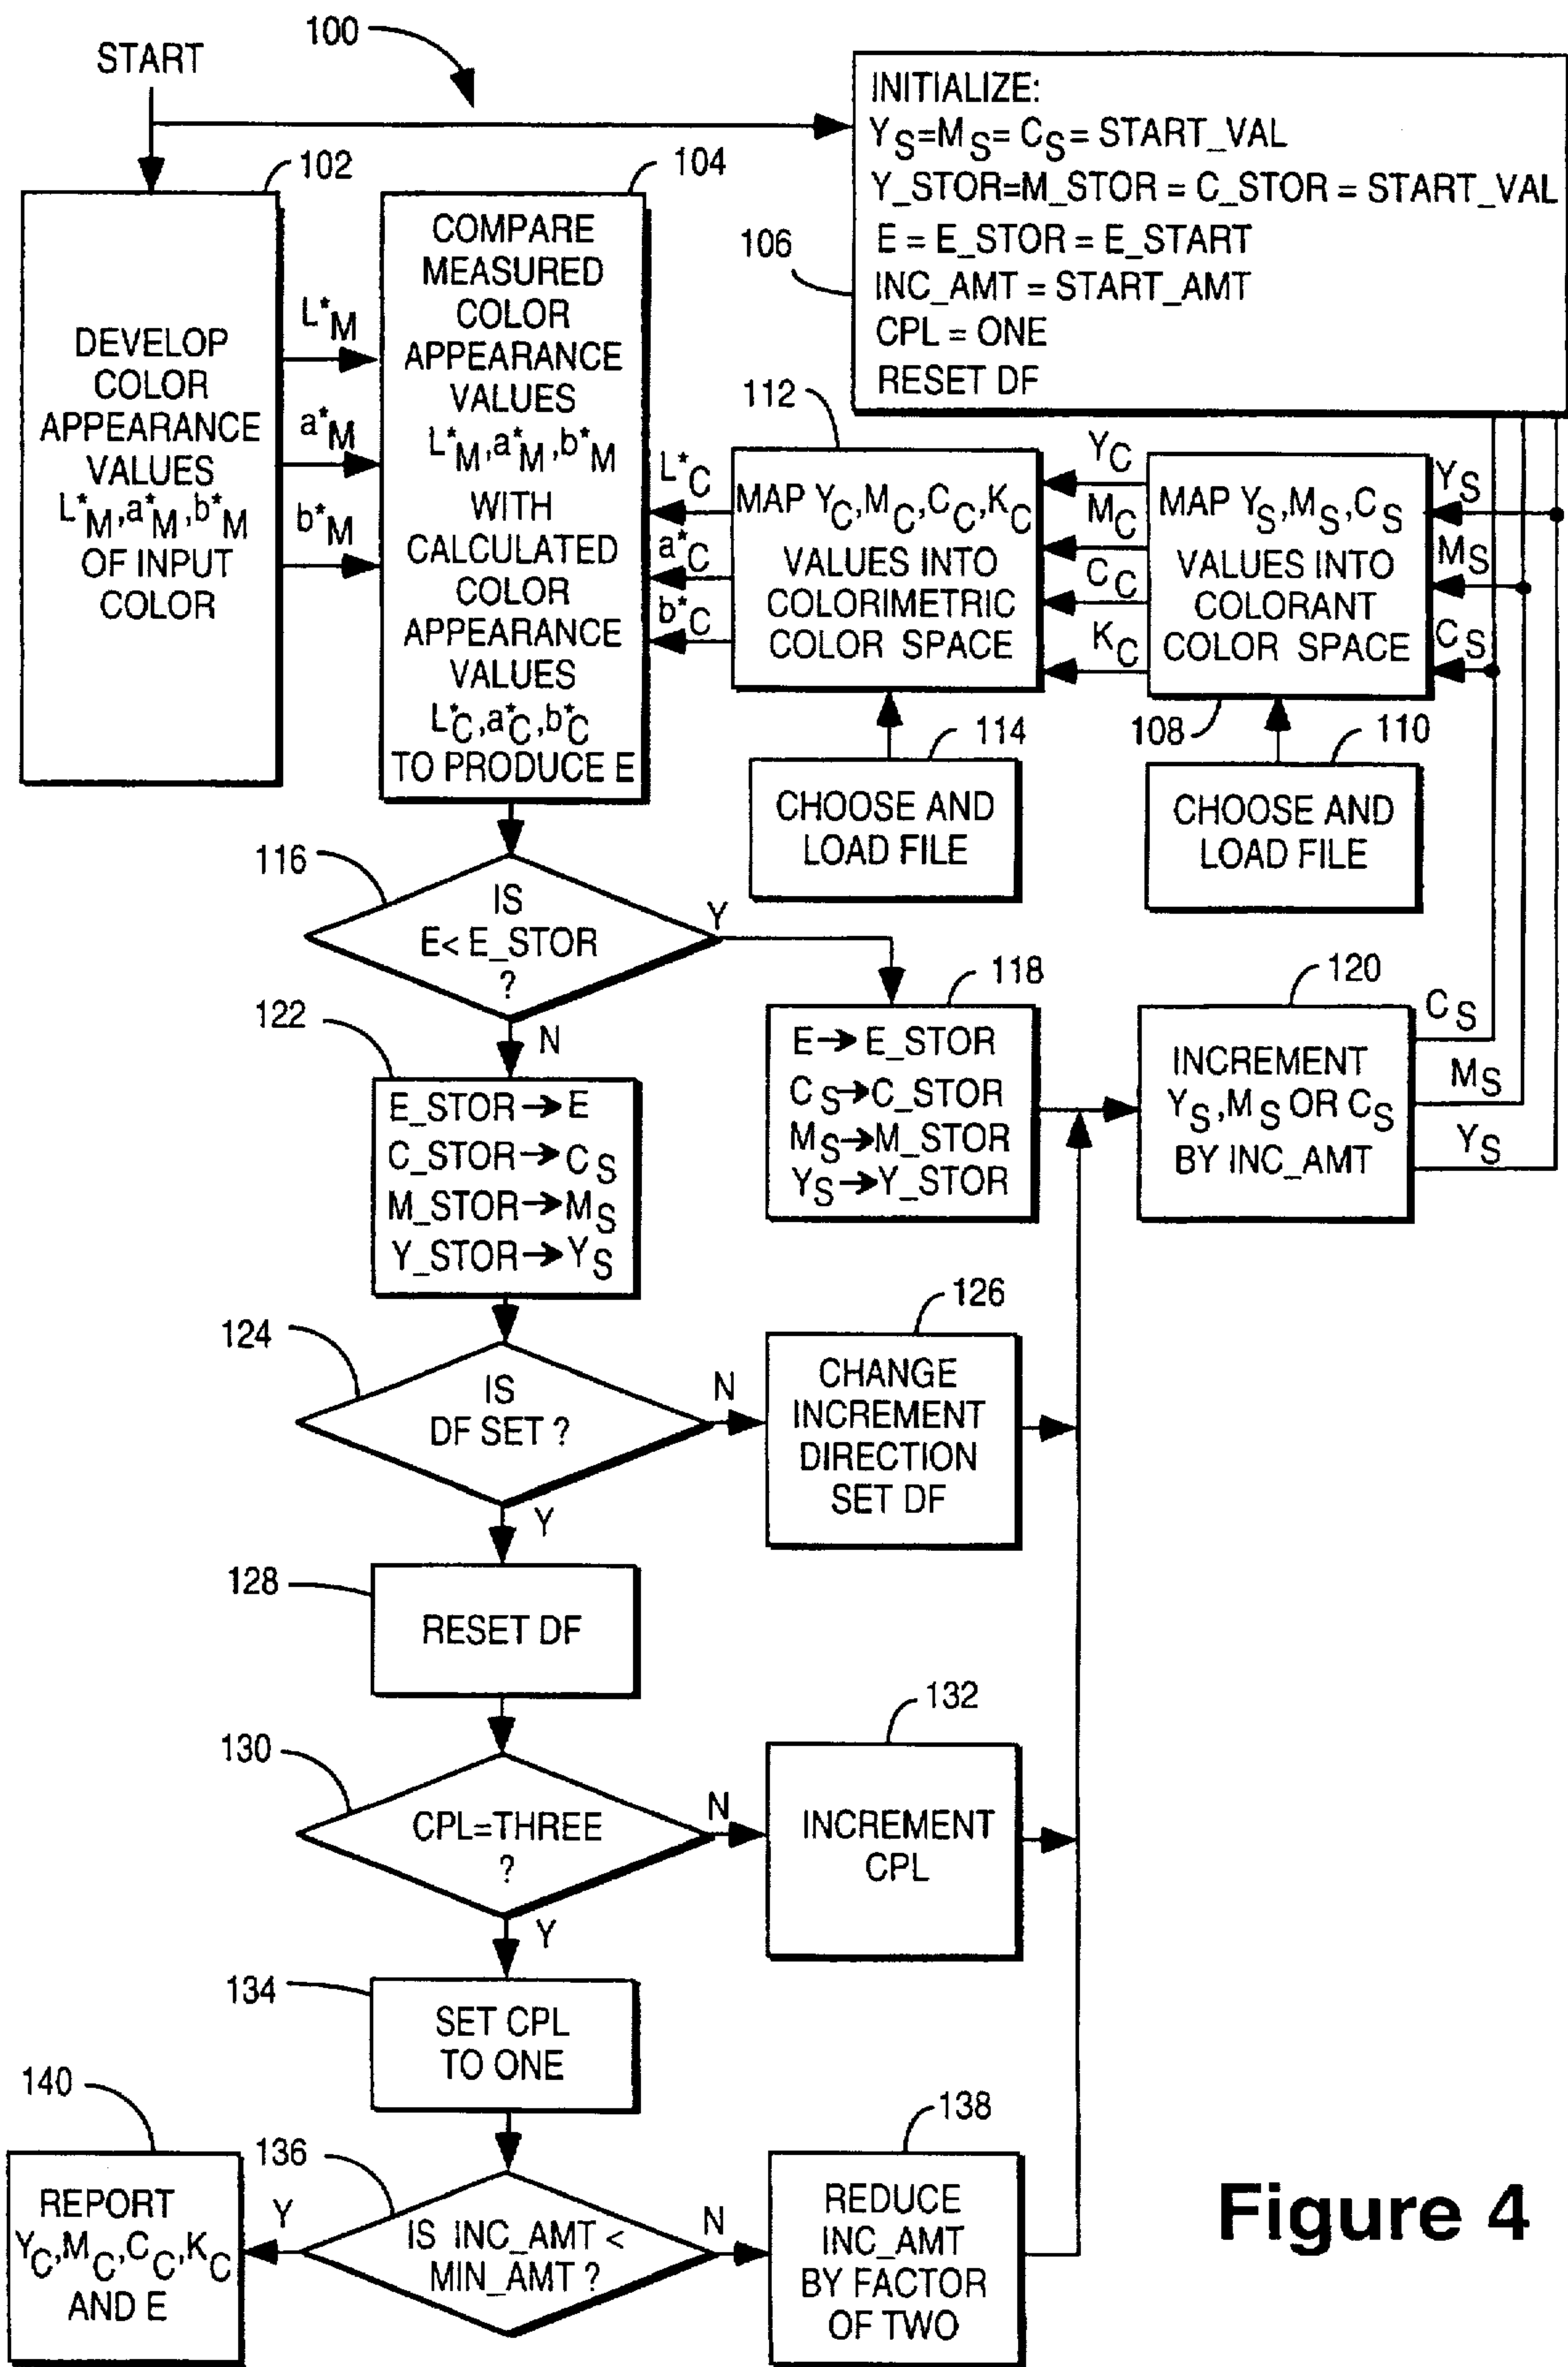 100
START
INITIALIZE:
YS=MS= CS= START_VAL
Y_STOR=M_STOR = C_STOR = START_VAL
E = E_STOR = E_START
INC_AMT = START_AMT
CPL = ONE
RESET DF
106
102
DEVELOP
COLOR
APPEARANCE
VALUES
L*M,a*M,b*M
OF INPUT
COLOR
L*M
a*M
b*M
104
COMPARE
MEASURED
COLOR
APPEARANCE
VALUES
L*M,a*M,b*M
WITH
CALCULATED
COLOR
APPEARANCE
VALUES
L*C,a*C,b*C
TO PRODUCE E
L*C
a*C
b*C
112
MAP YC,MC,CC,KC
VALUES INTO
COLORIMETRIC
COLOR SPACE
YC
MC
CC
KC
MAP YS,MS,CS
VALUES INTO
COLORANT
COLOR SPACE
108
YS
MS
CS
114
CHOOSE AND
LOAD FILE
110
CHOOSE AND
LOAD FILE
116
IS
E< E_STOR
?
Y
N
118
E→E_STOR
CS→C_STOR
MS→M_STOR
YS→Y_STOR
120
INCREMENT
YS,MS OR CS
BY INC_AMT
CS
MS
YS
122
E_STOR→E
C_STOR→CS
M_STOR→MS
Y_STOR→YS
124
IS
DF SET ?
N
Y
126
CHANGE
INCREMENT
DIRECTION
SET DF
128
RESET DF
130
CPL=THREE
?
N
Y
132
INCREMENT
CPL
134
SET CPL
TO ONE
136
IS INC_AMT <
MIN_AMT ?
Y
N
138
REDUCE
INC_AMT
BY FACTOR
OF TWO
140
REPORT
YC,MC,CC,KC
AND E
Figure 4